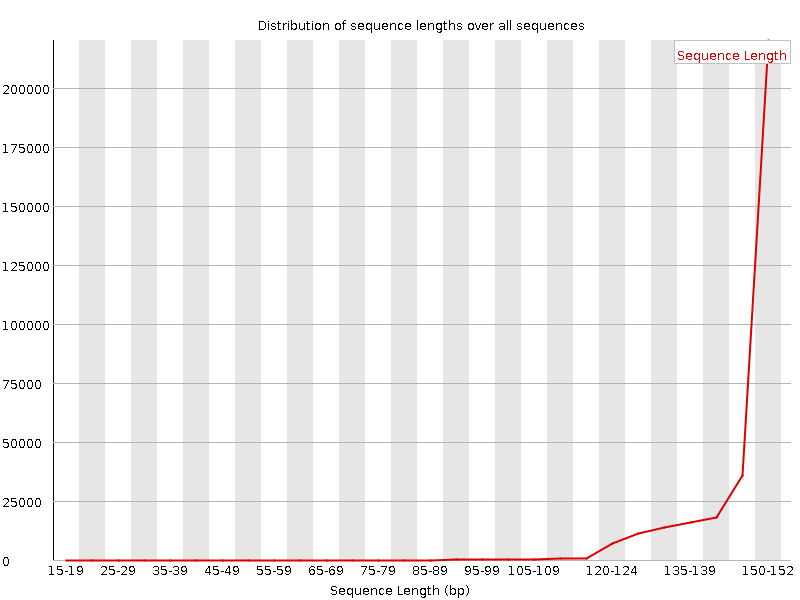 Distribution of sequence lengths over all sequences
Sequence Length
200000
175000
150000
125000
100000
75000
50000
25000
0
15-19 25-29 35-39 45-49 55-59 65-69 75-79 85-89 95-99 105-109 120-124 135-139 150-152
Sequence Length (bp)